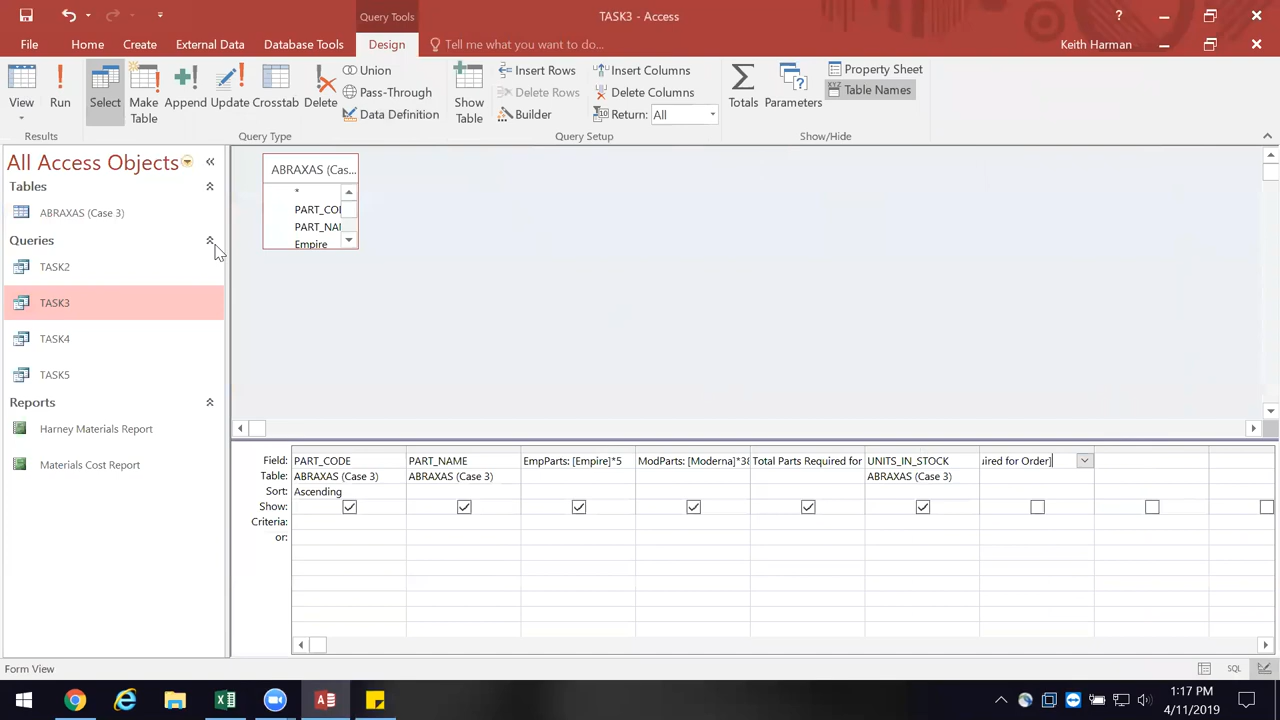 Query Tools
TASK3 - Access
?
File
Home
Create
External Data
Database Tools
Design
Tell me what you want to do...
Keith Harman
View
Run
Select
Make
Table
Append
Update
Crosstab
Delete
Union
Pass-Through
Data Definition
Show
Table
Insert Rows
Delete Rows
Builder
Insert Columns
Delete Columns
Return: All
Totals
Parameters
Property Sheet
Table Names
Results
Query Type
Query Setup
Show/Hide
All Access Objects
Tables
ABRAXAS (Case 3)
Queries
TASK2
TASK3
TASK4
TASK5
Reports
Harney Materials Report
Materials Cost Report
ABRAXAS (Cas...
*
PART_COI
PART_NAI
Empire
Field: PART_CODE PART_NAME EmpParts: [Empire]*5 ModParts: [Moderna]*38 Total Parts Required for UNITS_IN_STOCK uired for Order]
Table: ABRAXAS (Case 3) ABRAXAS (Case 3) ABRAXAS (Case 3)
Sort: Ascending
Show:
Criteria:
or:
Form View
SQL
1:17 PM
4/11/2019